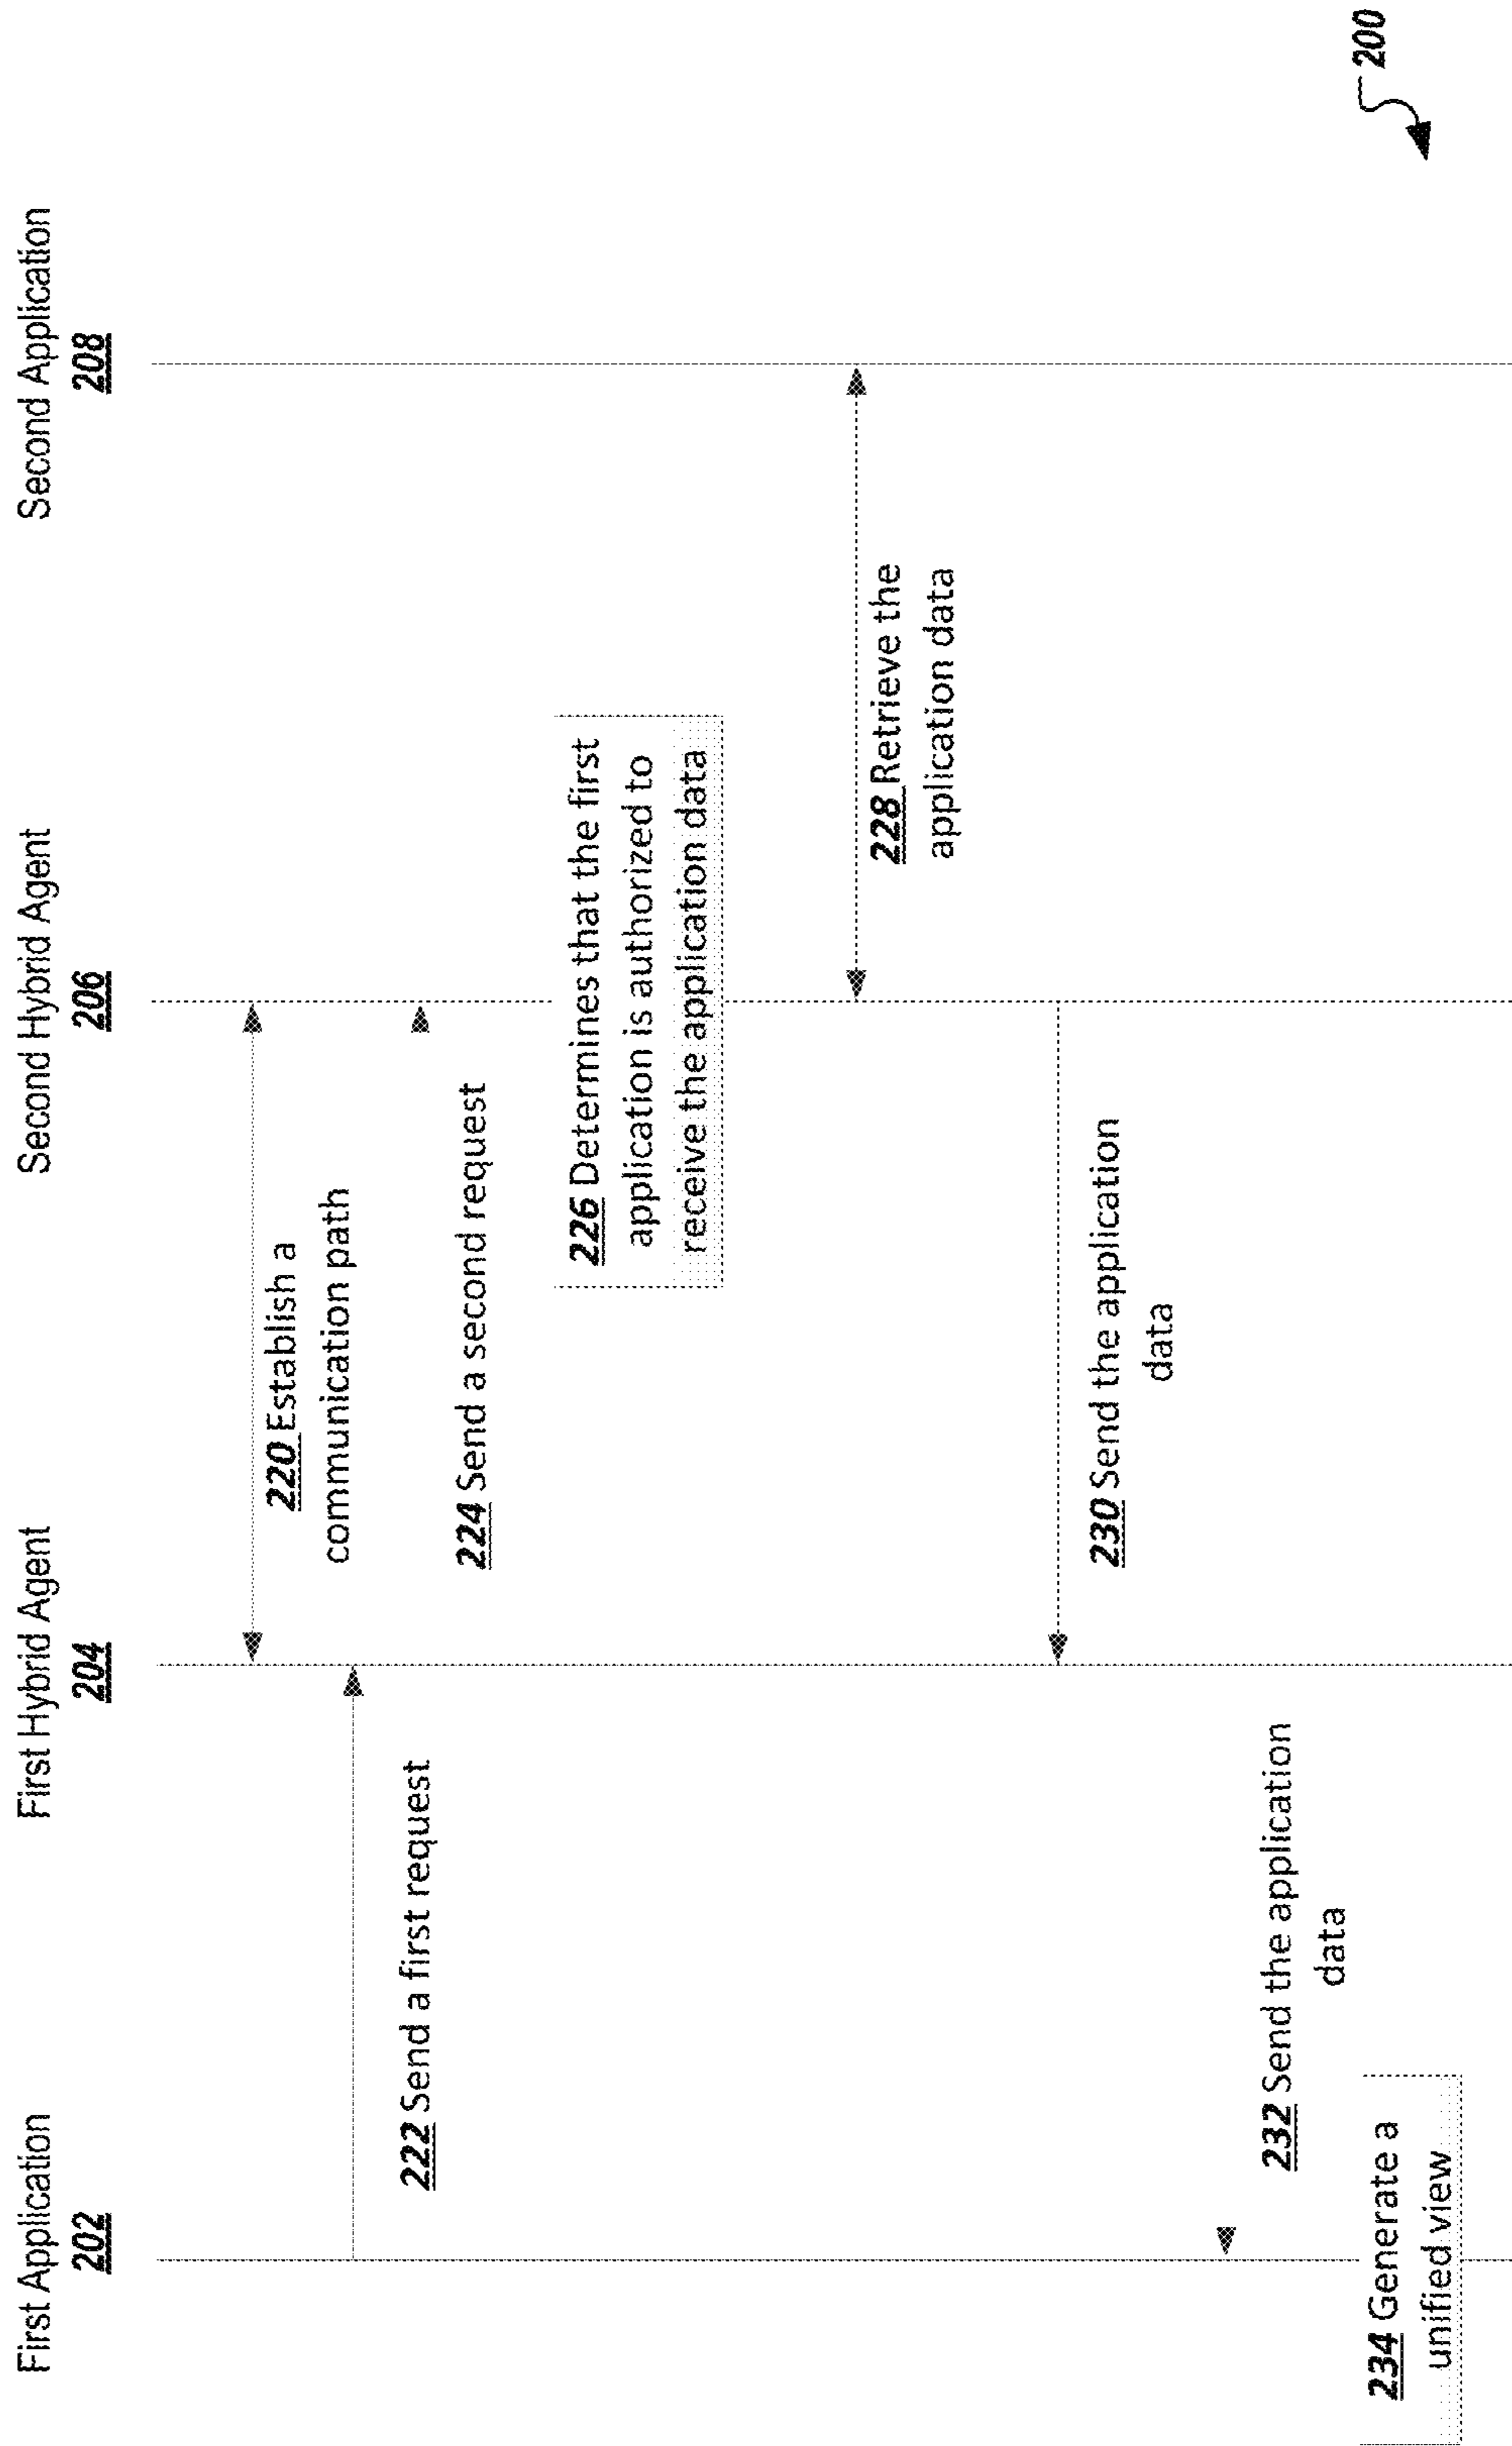 First Application
202
First Hybrid Agent
204
Second Hybrid Agent
206
Second Application
208
220 Establish a
communication path
222 Send a first request
224 Send a second request
226 Determines that the first
application is authorized to
receive the application data
228 Retrieve the
application data
230 Send the application
data
232 Send the application
data
234 Generate a
unified view
200